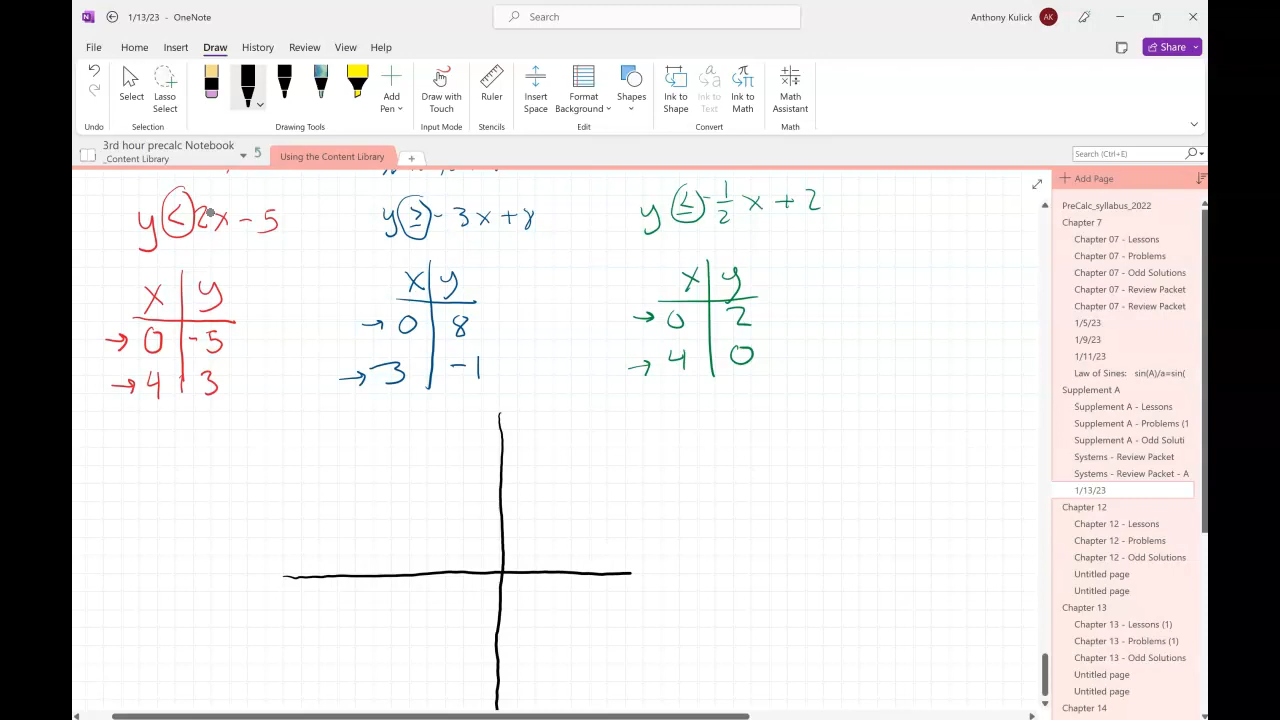 1/13/23 - OneNote
Search
Anthony Kulick AK
File Home Insert Draw History Review View Help Share
Undo
Select
Lasso Select
Add Pen
Draw with Touch
Ruler
Insert Space
Format Background
Shapes
Ink to Shape
Ink to Text
Ink to Math
Math Assistant
Undo Selection Drawing Tools Input Mode Stencils Edit Convert Math
3rd hour precalc Notebook
_Content Library
Using the Content Library
+
Search (Ctrl+E)
Add Page
y < 2x - 5
y ≥ -3x + 8
y ≤ -1/2 x + 2
x y
→ 0 -5
→ 4 3
x y
→ 0 8
→ 3 -1
x y
→ 0 2
→ 4 0
PreCalc_syllabus_2022
Chapter 7
Chapter 07 - Lessons
Chapter 07 - Problems
Chapter 07 - Odd Solutions
Chapter 07 - Review Packet
Chapter 07 - Review Packet
1/5/23
1/9/23
1/11/23
Law of Sines: sin(A)/a=sin(
Supplement A
Supplement A - Lessons
Supplement A - Problems (1
Supplement A - Odd Soluti
Systems - Review Packet
Systems - Review Packet - A
1/13/23
Chapter 12
Chapter 12 - Lessons
Chapter 12 - Problems
Chapter 12 - Odd Solutions
Untitled page
Untitled page
Chapter 13
Chapter 13 - Lessons (1)
Chapter 13 - Problems (1)
Chapter 13 - Odd Solutions
Untitled page
Untitled page
Chapter 14